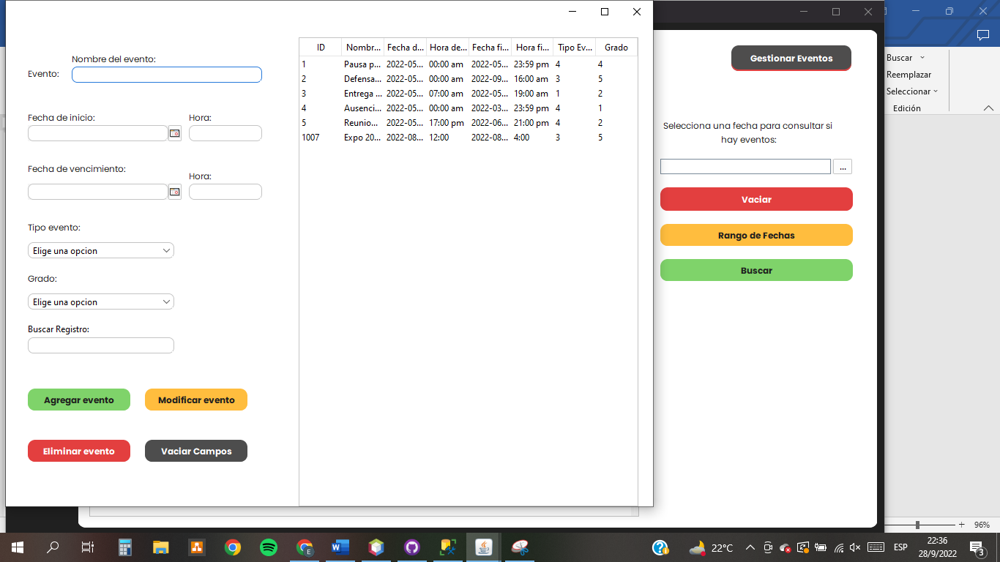 Nombre del evento:
Evento:
Fecha de inicio:
Hora:
Fecha de vencimiento:
Hora:
Tipo evento:
Elige una opcion
Grado:
Elige una opcion
Buscar Registro:
Agregar evento
Modificar evento
Eliminar evento
Vaciar Campos
ID Nombr... Fecha d... Hora de... Fecha fi... Hora fi... Tipo Ev... Grado
1 Pausa p... 2022-05... 00:00 am 2022-05... 23:59 pm 4 4
2 Defensa... 2022-05... 00:00 am 2022-09... 16:00 am 3 5
3 Entrega ... 2022-05... 07:00 am 2022-05... 19:00 am 1 2
4 Ausenci... 2022-05... 00:00 am 2022-03... 23:59 pm 4 1
5 Reunio... 2022-05... 17:00 pm 2022-06... 21:00 pm 4 2
1007 Expo 20... 2022-08... 12:00 2022-08... 4:00 3 5
Gestionar Eventos
Selecciona una fecha para consultar si
hay eventos:
...
Vaciar
Rango de Fechas
Buscar
Buscar
Reemplazar
Seleccionar
Edición
96%
22°C
ESP
22:36
28/9/2022
3